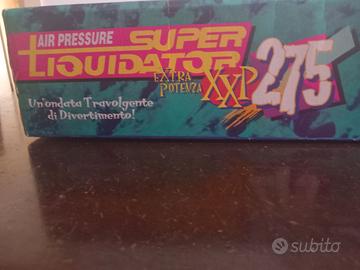 AIR PRESSURE SUPER
LIQUIDATOR
EXTRA
POTENZA
XXP 275
Un'ondata Travolgente
di Divertimento!
subito